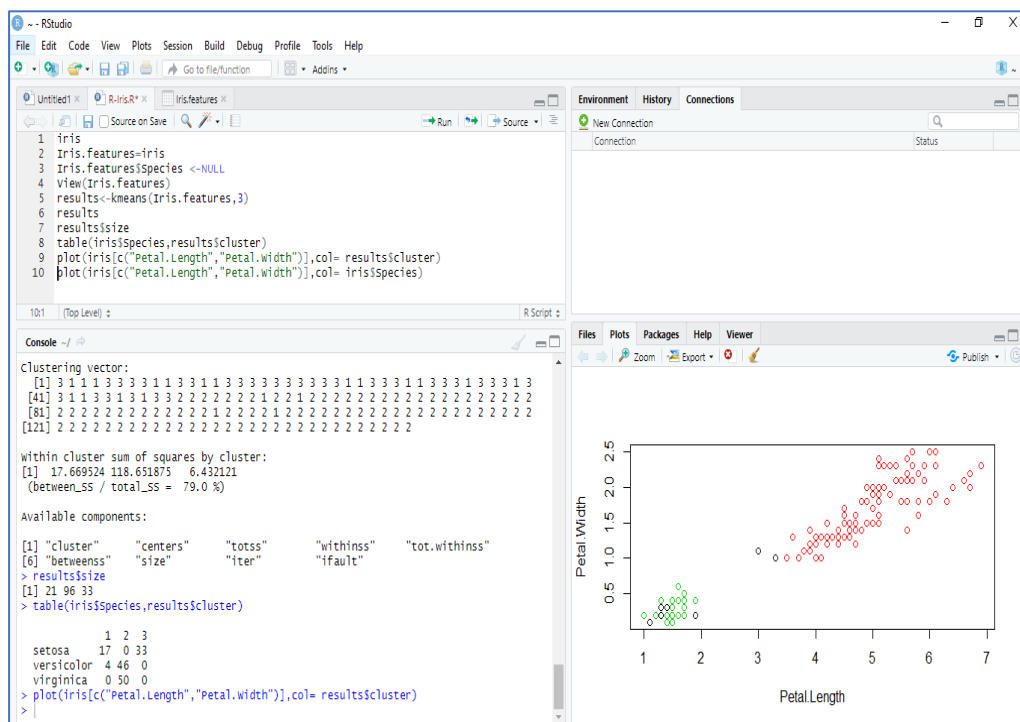 ~ - RStudio
File Edit Code View Plots Session Build Debug Profile Tools Help
Go to file/function Addins
Untitled1 R-Iris.R* Iris.features
Source on Save Run Source
1 iris
2 Iris.features=iris
3 Iris.features$Species <-NULL
4 View(Iris.features)
5 results<-kmeans(Iris.features,3)
6 results
7 results$size
8 table(iris$Species,results$cluster)
9 plot(iris[c("Petal.Length","Petal.Width")],col= results$cluster)
10 plot(iris[c("Petal.Length","Petal.Width")],col= iris$Species)
10:1 (Top Level) R Script
Console ~/
Clustering vector:
[1] 3 1 1 1 3 3 3 3 1 1 3 3 1 1 3 3 3 3 3 3 3 3 3 3 1 1 3 3 3 1 1 3 3 3 1 3 3 3 1 3
[41] 3 1 1 3 3 1 3 1 3 3 2 2 2 2 2 2 2 1 2 2 1 2 2 2 2 2 2 2 2 2 2 2 2 2 2 2 2 2 2 2
[81] 2 2 2 2 2 2 2 2 2 2 2 2 2 1 2 2 2 2 1 2 2 2 2 2 2 2 2 2 2 2 2 2 2 2 2 2 2 2 2 2
[121] 2 2 2 2 2 2 2 2 2 2 2 2 2 2 2 2 2 2 2 2 2 2 2 2 2 2 2 2 2 2
Within cluster sum of squares by cluster:
[1] 17.669524 118.651875 6.432121
(between_SS / total_SS = 79.0 %)
Available components:
[1] "cluster" "centers" "totss" "withinss" "tot.withinss"
[6] "betweenss" "size" "iter" "ifault"
> results$size
[1] 21 96 33
> table(iris$Species,results$cluster)
1 2 3
setosa 17 0 33
versicolor 4 46 0
virginica 0 50 0
> plot(iris[c("Petal.Length","Petal.Width")],col= results$cluster)
>
Environment History Connections
New Connection
Connection Status
Files Plots Packages Help Viewer
Zoom Export Publish
2.5
2.0
1.5
1.0
0.5
Petal.Width
1 2 3 4 5 6 7
Petal.Length